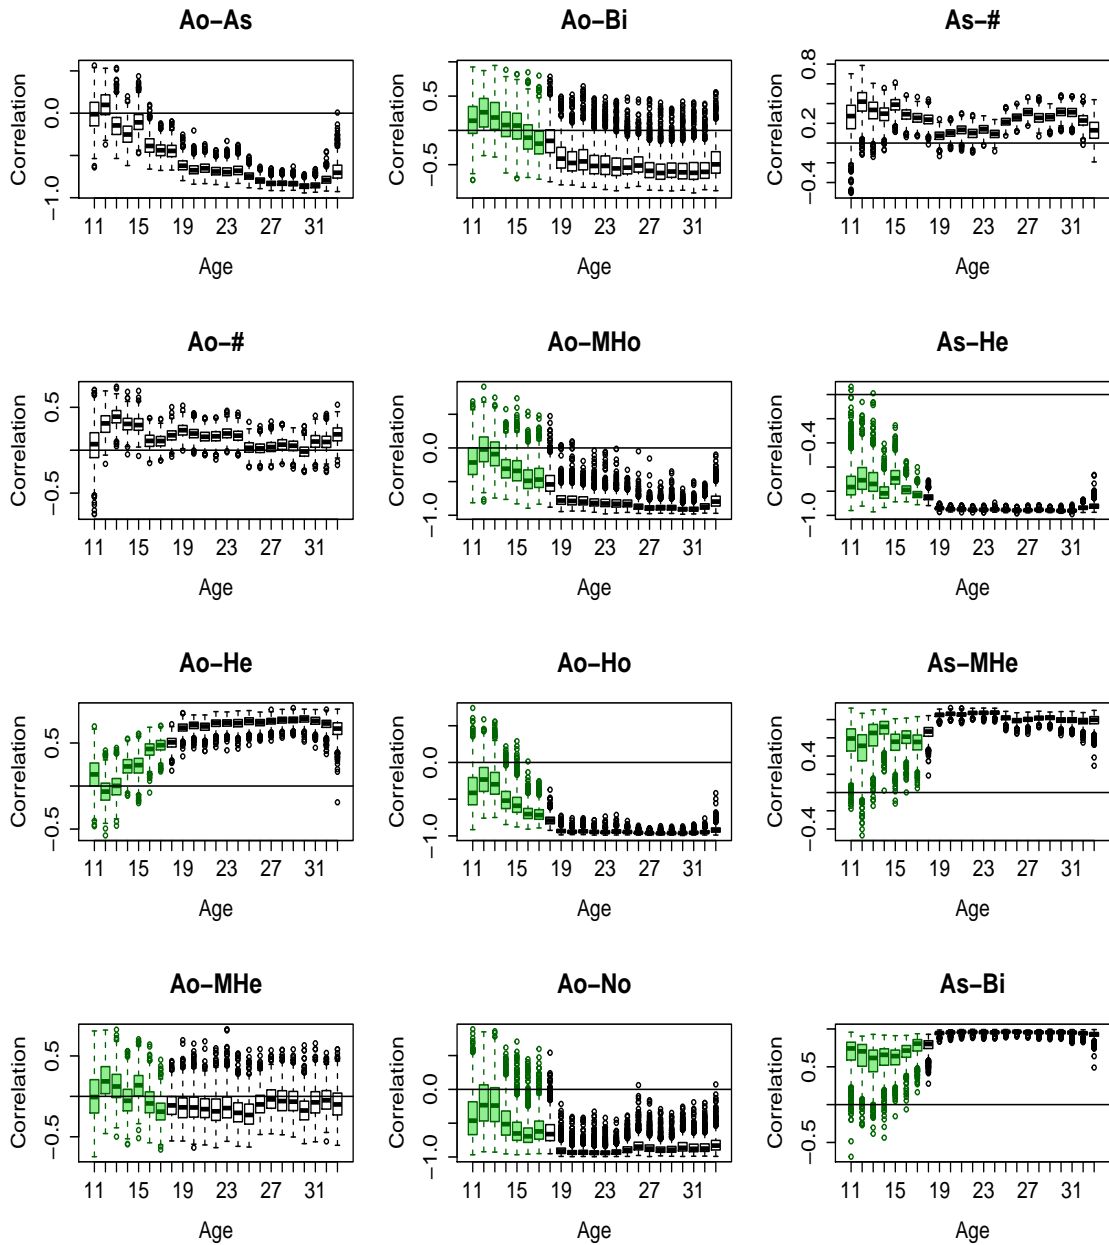 Ao−As
Correlation
0.0
−1.0
11 15 19 23 27 31
Age
Ao−Bi
Correlation
0.5
−0.5
11 15 19 23 27 31
Age
As−#
Correlation
0.8
0.2
−0.4
11 15 19 23 27 31
Age
Ao−#
Correlation
0.5
−0.5
11 15 19 23 27 31
Age
Ao−MHo
Correlation
0.0
−1.0
11 15 19 23 27 31
Age
As−He
Correlation
−0.4
−1.0
11 15 19 23 27 31
Age
Ao−He
Correlation
0.5
−0.5
11 15 19 23 27 31
Age
Ao−Ho
Correlation
0.0
−1.0
11 15 19 23 27 31
Age
As−MHe
Correlation
0.4
−0.4
11 15 19 23 27 31
Age
Ao−MHe
Correlation
0.5
−0.5
11 15 19 23 27 31
Age
Ao−No
Correlation
0.0
−1.0
11 15 19 23 27 31
Age
As−Bi
Correlation
0.5
−0.5
11 15 19 23 27 31
Age